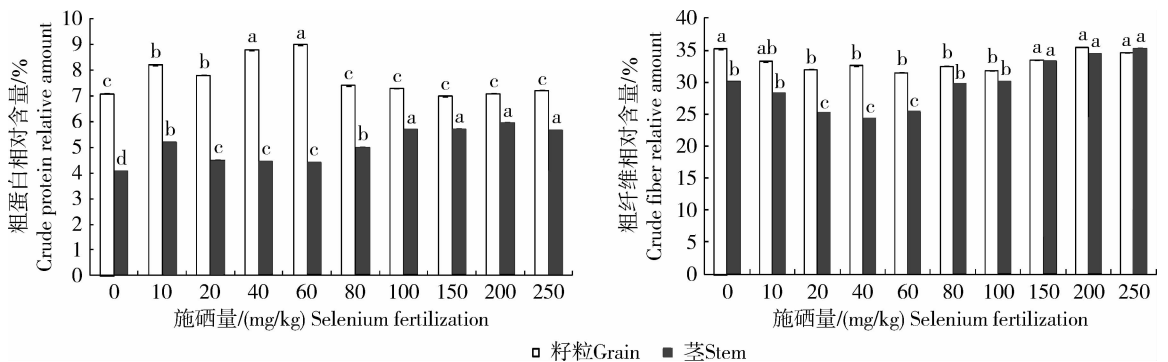 粗蛋白相对含量/%
Crude protein relative amount
10
9
8
7
6
5
4
3
2
1
0
c d
b b
b c
a c
a c
c b
c a
c a
c a
c a
0 10 20 40 60 80 100 150 200 250
施硒量/(mg/kg) Selenium fertilization
粗纤维相对含量/%
Crude fiber relative amount
40
35
30
25
20
15
10
5
0
a b
ab b
b c
b c
b c
b b
b b
a a
a a
a a
0 10 20 40 60 80 100 150 200 250
施硒量/(mg/kg) Selenium fertilization
籽粒Grain 茎Stem